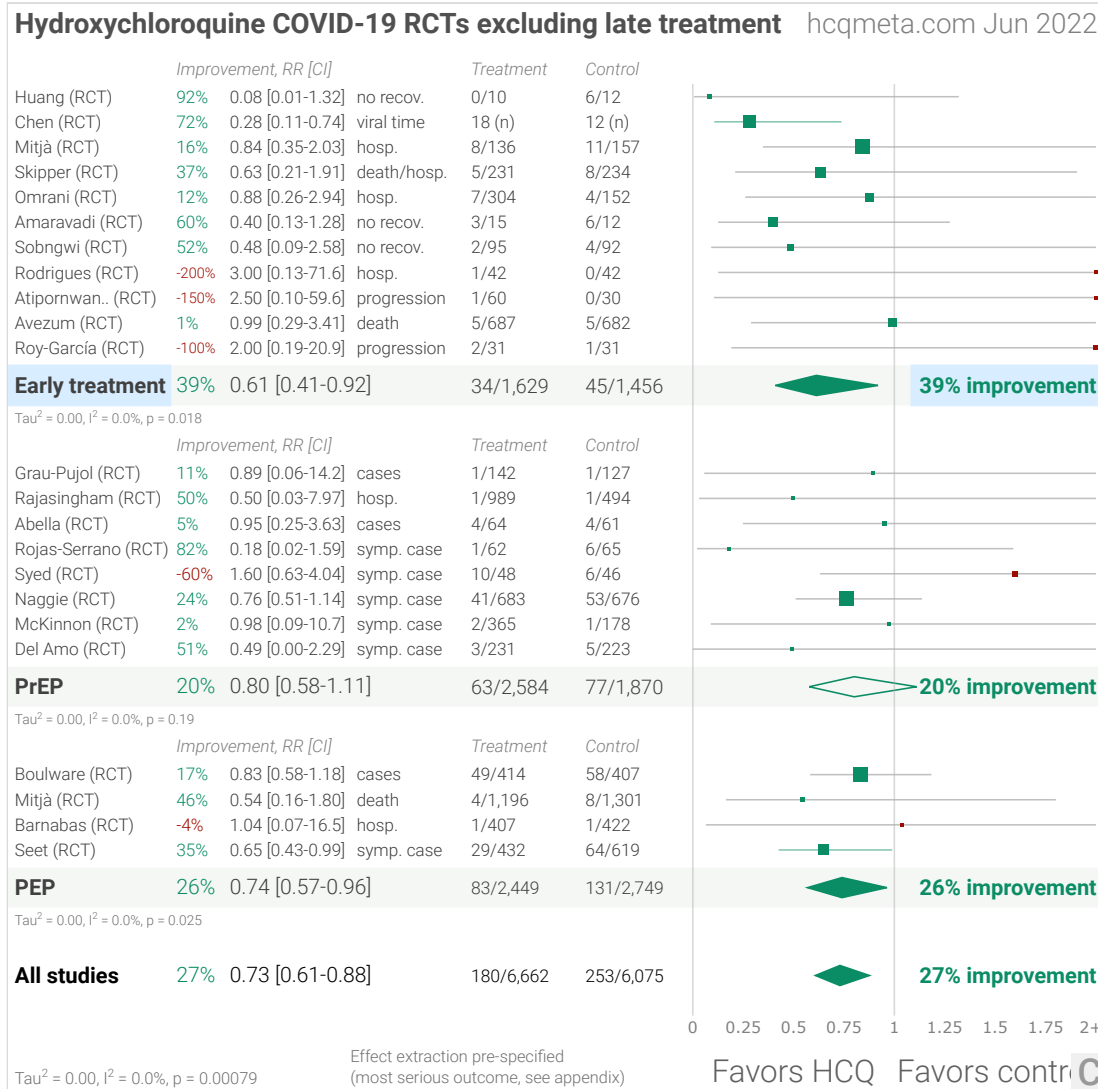 Hydroxychloroquine COVID-19 RCTs excluding late treatment hcqmeta.com Jun 2022
Improvement, RR [CI] Treatment Control
Huang (RCT) 92% 0.08 [0.01-1.32] no recov. 0/10 6/12
Chen (RCT) 72% 0.28 [0.11-0.74] viral time 18 (n) 12 (n)
Mitjà (RCT) 16% 0.84 [0.35-2.03] hosp. 8/136 11/157
Skipper (RCT) 37% 0.63 [0.21-1.91] death/hosp. 5/231 8/234
Omrani (RCT) 12% 0.88 [0.26-2.94] hosp. 7/304 4/152
Amaravadi (RCT) 60% 0.40 [0.13-1.28] no recov. 3/15 6/12
Sobngwi (RCT) 52% 0.48 [0.09-2.58] no recov. 2/95 4/92
Rodrigues (RCT) -200% 3.00 [0.13-71.6] hosp. 1/42 0/42
Atipornwan.. (RCT) -150% 2.50 [0.10-59.6] progression 1/60 0/30
Avezum (RCT) 1% 0.99 [0.29-3.41] death 5/687 5/682
Roy-García (RCT) -100% 2.00 [0.19-20.9] progression 2/31 1/31
Early treatment 39% 0.61 [0.41-0.92] 34/1,629 45/1,456 39% improvement
Tau² = 0.00, I² = 0.0%, p = 0.018
Improvement, RR [CI] Treatment Control
Grau-Pujol (RCT) 11% 0.89 [0.06-14.2] cases 1/142 1/127
Rajasingham (RCT) 50% 0.50 [0.03-7.97] hosp. 1/989 1/494
Abella (RCT) 5% 0.95 [0.25-3.63] cases 4/64 4/61
Rojas-Serrano (RCT) 82% 0.18 [0.02-1.59] symp. case 1/62 6/65
Syed (RCT) -60% 1.60 [0.63-4.04] symp. case 10/48 6/46
Naggie (RCT) 24% 0.76 [0.51-1.14] symp. case 41/683 53/676
McKinnon (RCT) 2% 0.98 [0.09-10.7] symp. case 2/365 1/178
Del Amo (RCT) 51% 0.49 [0.00-2.29] symp. case 3/231 5/223
PrEP 20% 0.80 [0.58-1.11] 63/2,584 77/1,870 20% improvement
Tau² = 0.00, I² = 0.0%, p = 0.19
Improvement, RR [CI] Treatment Control
Boulware (RCT) 17% 0.83 [0.58-1.18] cases 49/414 58/407
Mitjà (RCT) 46% 0.54 [0.16-1.80] death 4/1,196 8/1,301
Barnabas (RCT) -4% 1.04 [0.07-16.5] hosp. 1/407 1/422
Seet (RCT) 35% 0.65 [0.43-0.99] symp. case 29/432 64/619
PEP 26% 0.74 [0.57-0.96] 83/2,449 131/2,749 26% improvement
Tau² = 0.00, I² = 0.0%, p = 0.025
All studies 27% 0.73 [0.61-0.88] 180/6,662 253/6,075 27% improvement
0 0.25 0.5 0.75 1 1.25 1.5 1.75 2+
Effect extraction pre-specified
Tau² = 0.00, I² = 0.0%, p = 0.00079 (most serious outcome, see appendix) Favors HCQ Favors contr C